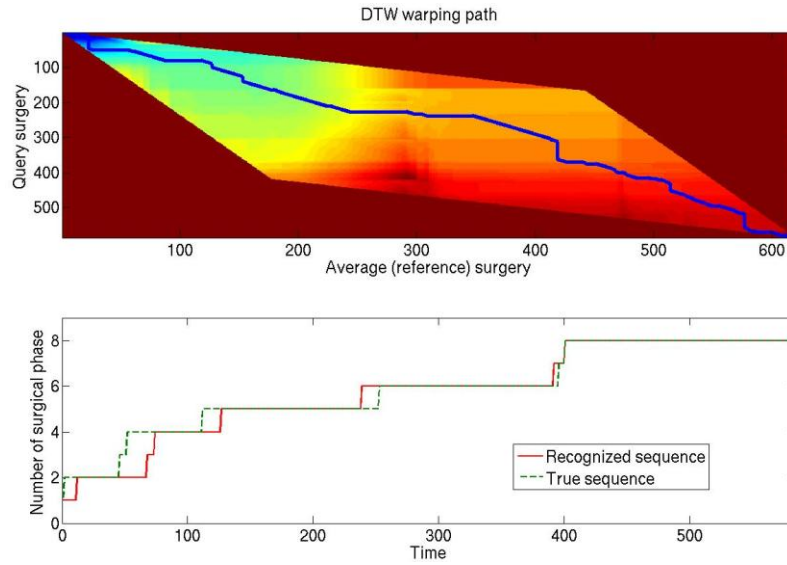 DTW warping path
Query surgery
100
200
300
400
500
100 200 300 400 500 600
Average (reference) surgery
Number of surgical phase
8
6
4
2
0
Recognized sequence
True sequence
0 100 200 300 400 500
Time